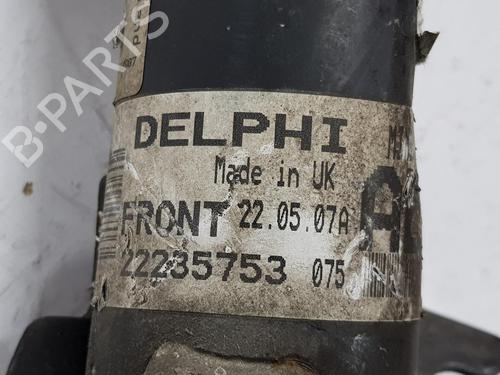 B-PARTS
DELPHI
Made in UK
FRONT 22.05.07A
22235753 075